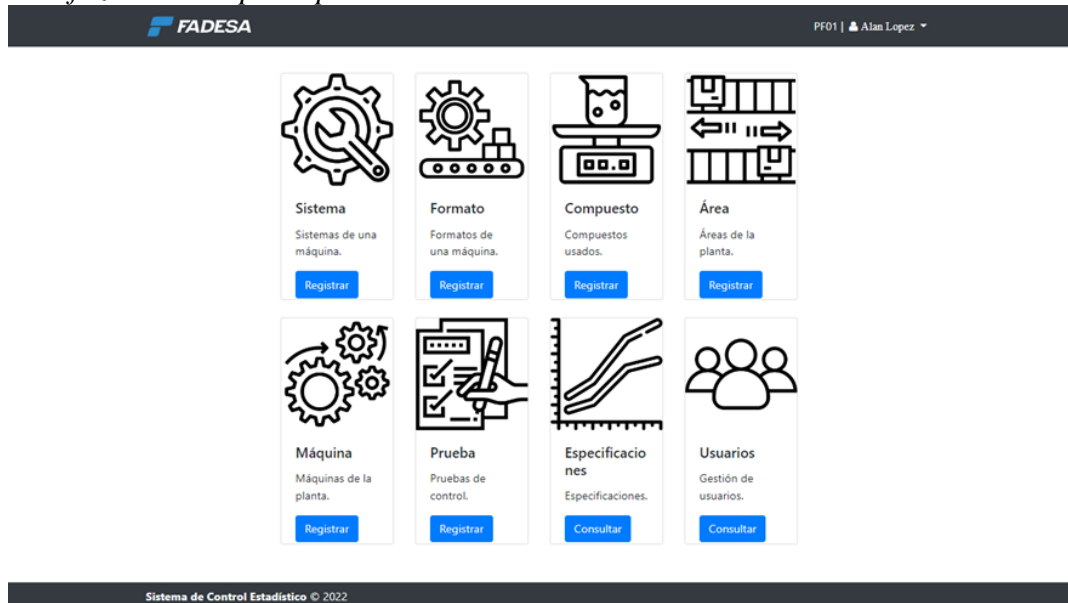 FADESA
PF01 | Alan Lopez
Sistema
Formato
Compuesto
Área
Sistemas de una
máquina.
Formatos de
una máquina.
Compuestos
usados.
Áreas de la
planta.
Registrar
Registrar
Registrar
Registrar
Máquina
Prueba
Especificacio
nes
Usuarios
Máquinas de la
planta.
Pruebas de
control.
Especificaciones.
Gestión de
usuarios.
Registrar
Registrar
Consultar
Consultar
Sistema de Control Estadístico © 2022